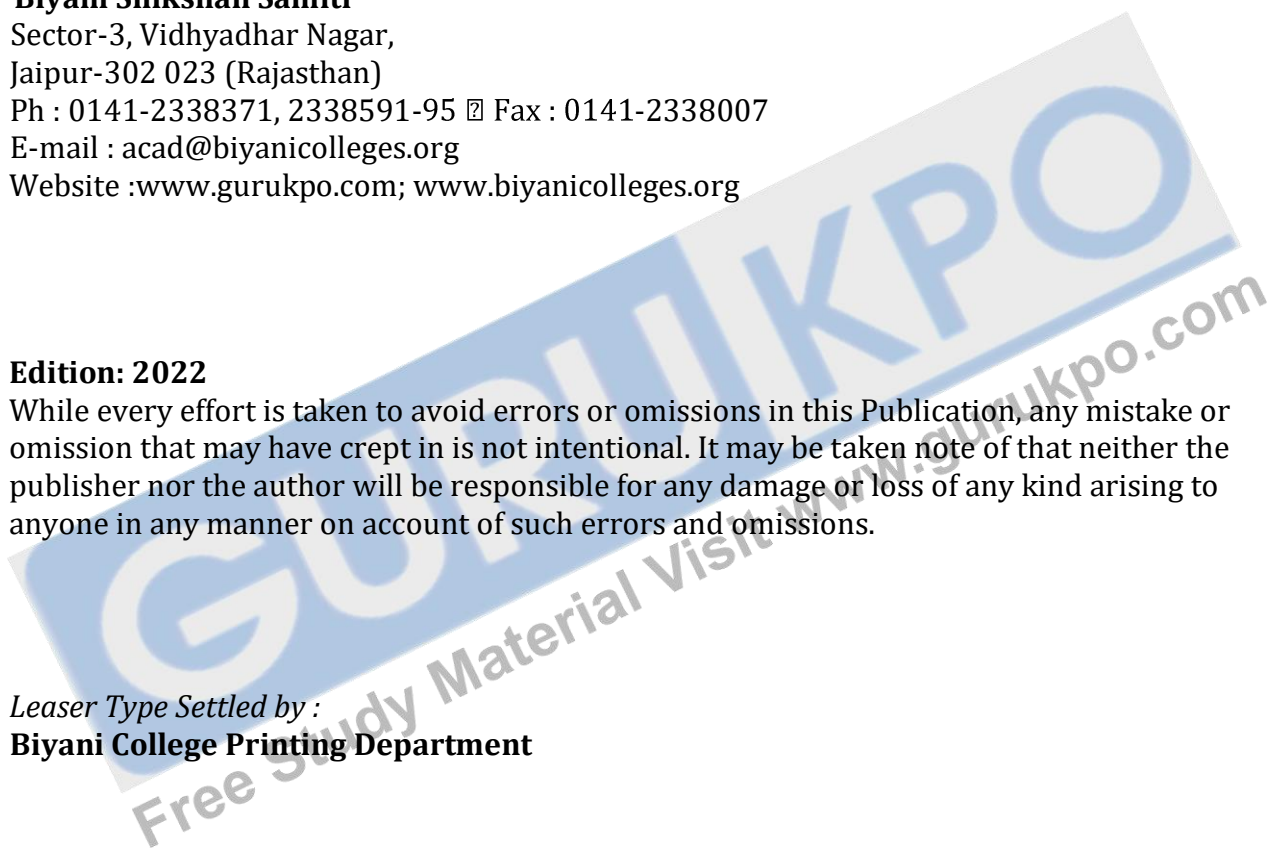 Biyani Shikshan Samiti
Sector-3, Vidhyadhar Nagar,
Jaipur-302 023 (Rajasthan)
Ph : 0141-2338371, 2338591-95 ⍰ Fax : 0141-2338007
E-mail : acad@biyanicolleges.org
Website :www.gurukpo.com; www.biyanicolleges.org
Edition: 2022
While every effort is taken to avoid errors or omissions in this Publication, any mistake or
omission that may have crept in is not intentional. It may be taken note of that neither the
publisher nor the author will be responsible for any damage or loss of any kind arising to
anyone in any manner on account of such errors and omissions.
Leaser Type Settled by :
Biyani College Printing Department
GURUKPO
Free Study Material Visit www.gurukpo.com